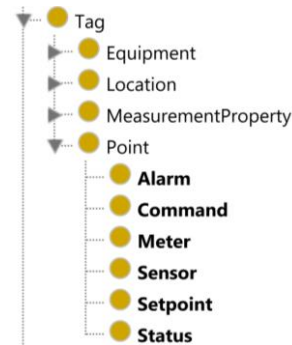 Tag
Equipment
Location
MeasurementProperty
Point
Alarm
Command
Meter
Sensor
Setpoint
Status